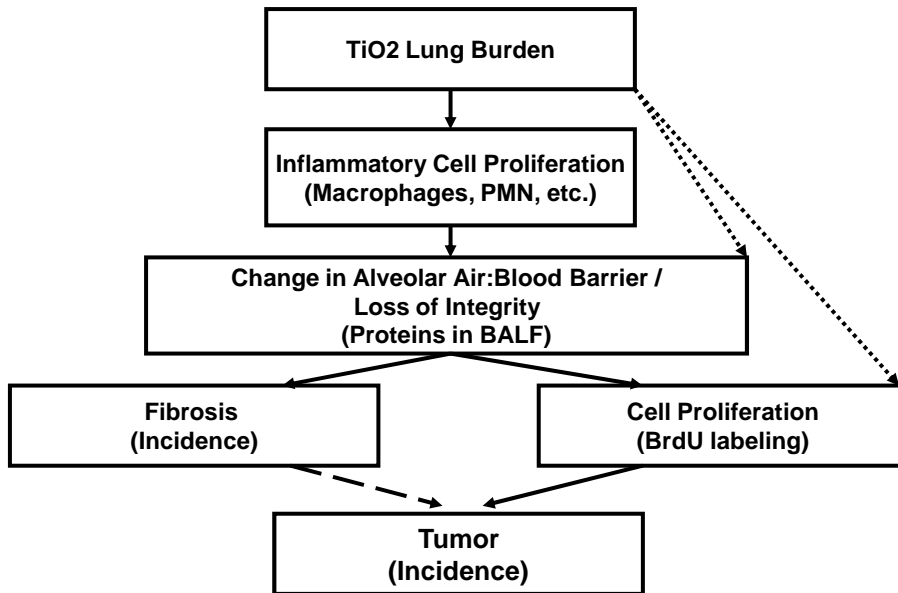 TiO2 Lung Burden
Inflammatory Cell Proliferation
(Macrophages, PMN, etc.)
Change in Alveolar Air:Blood Barrier /
Loss of Integrity
(Proteins in BALF)
Fibrosis
(Incidence)
Cell Proliferation
(BrdU labeling)
Tumor
(Incidence)